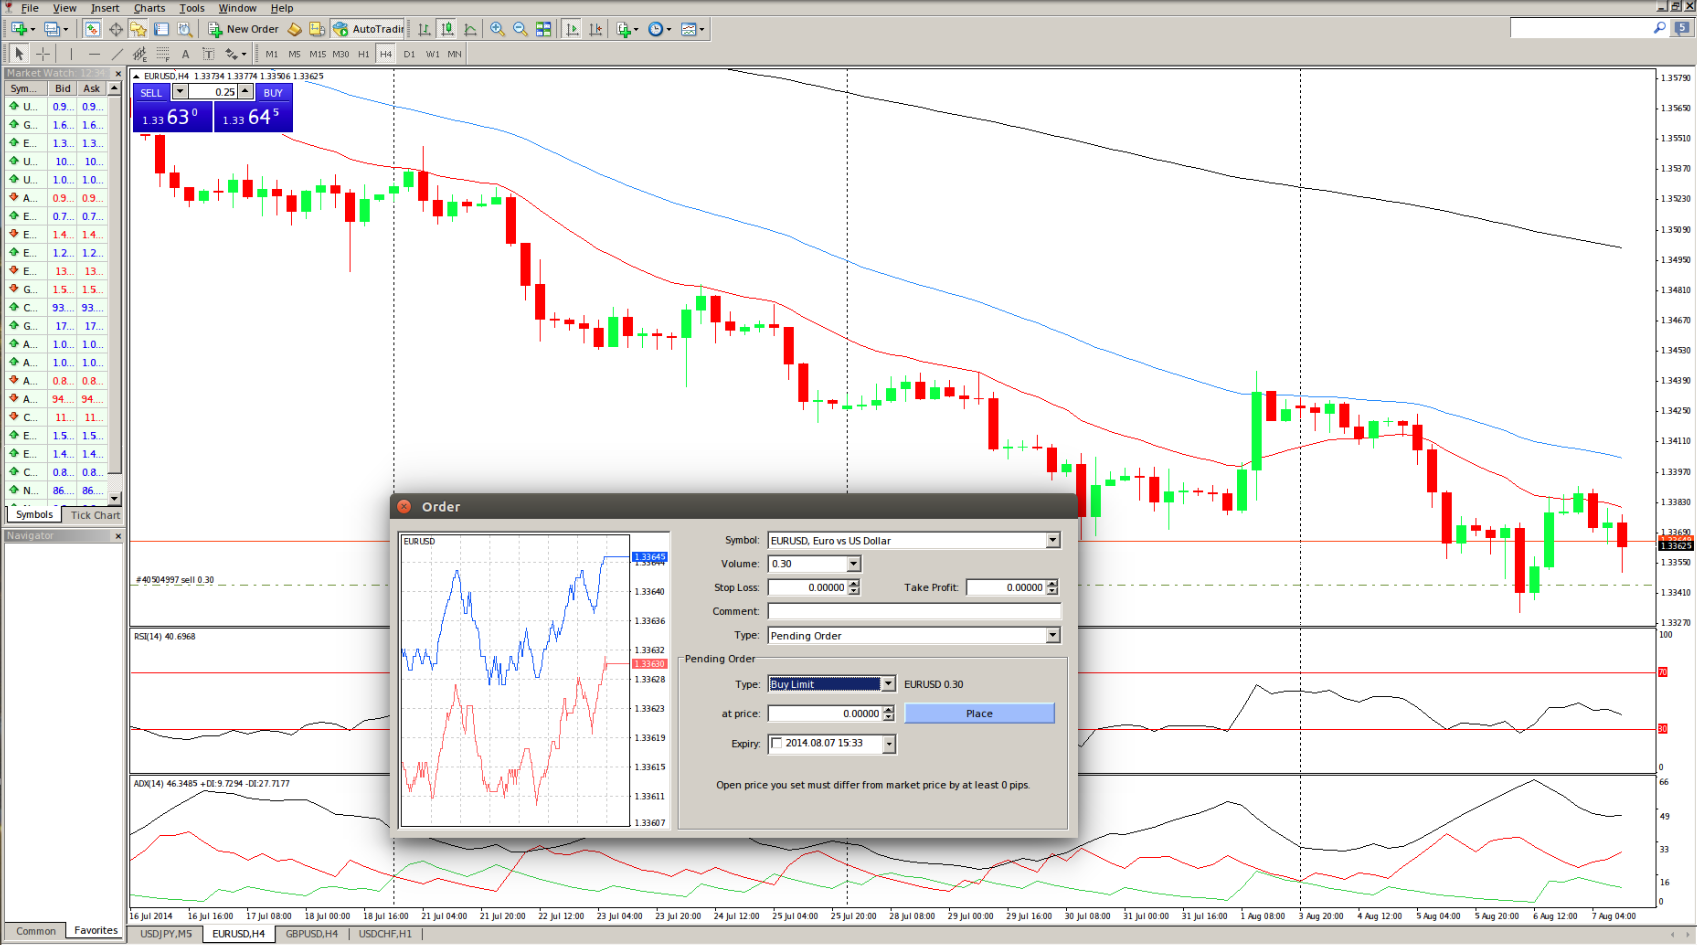 File View Insert Charts Tools Window Help
New Order AutoTradin 5
A T M1 M5 M15 M30 H1 H4 D1 W1 MN
Market Watch: 12:34
Sym... Bid Ask
U... 0.9... 0.9...
G... 1.6... 1.6...
E... 1.3... 1.3...
U... 10... 10...
U... 1.0... 1.0...
A... 0.9... 0.9...
E... 0.7... 0.7...
E... 1.4... 1.4...
E... 1.2... 1.2...
E... 13... 13...
G... 1.5... 1.5...
C... 93.... 93....
G... 17... 17...
A... 1.0... 1.0...
A... 1.0... 1.0...
A... 0.8... 0.8...
A... 94.... 94....
C... 11... 11...
E... 1.5... 1.5...
E... 1.4... 1.4...
C... 0.8... 0.8...
N... 86.... 86....
Symbols Tick Chart
Navigator
Common Favorites
EURUSD,H4 1.33734 1.33774 1.33506 1.33625
SELL 0.25 BUY
1.33 63 0 1.33 64 5
#40504997 sell 0.30
1.35790
1.35650
1.35510
1.35370
1.35230
1.35090
1.34950
1.34810
1.34670
1.34530
1.34390
1.34250
1.34110
1.33970
1.33830
1.33625
1.33550
1.33410
1.33270
RSI(14) 40.6968
100
70
30
0
ADX(14) 46.3485 +DI:9.7294 -DI:27.7177
66
49
33
16
0
16 Jul 2014 16 Jul 16:00 17 Jul 08:00 18 Jul 00:00 18 Jul 16:00 21 Jul 04:00 21 Jul 20:00 22 Jul 12:00 23 Jul 04:00 23 Jul 20:00 24 Jul 12:00 25 Jul 04:00 25 Jul 20:00 28 Jul 08:00 29 Jul 00:00 29 Jul 16:00 30 Jul 08:00 31 Jul 00:00 31 Jul 16:00 1 Aug 08:00 3 Aug 20:00 4 Aug 12:00 5 Aug 04:00 5 Aug 20:00 6 Aug 12:00 7 Aug 04:00
USDJPY,M5 EURUSD,H4 GBPUSD,H4 USDCHF,H1
Order
EURUSD
1.33645
1.33644
1.33640
1.33636
1.33632
1.33630
1.33628
1.33623
1.33619
1.33615
1.33611
1.33607
Symbol: EURUSD, Euro vs US Dollar
Volume: 0.30
Stop Loss: 0.00000 Take Profit: 0.00000
Comment:
Type: Pending Order
Pending Order
Type: Buy Limit EURUSD 0.30
at price: 0.00000 Place
Expiry: 2014.08.07 15:33
Open price you set must differ from market price by at least 0 pips.